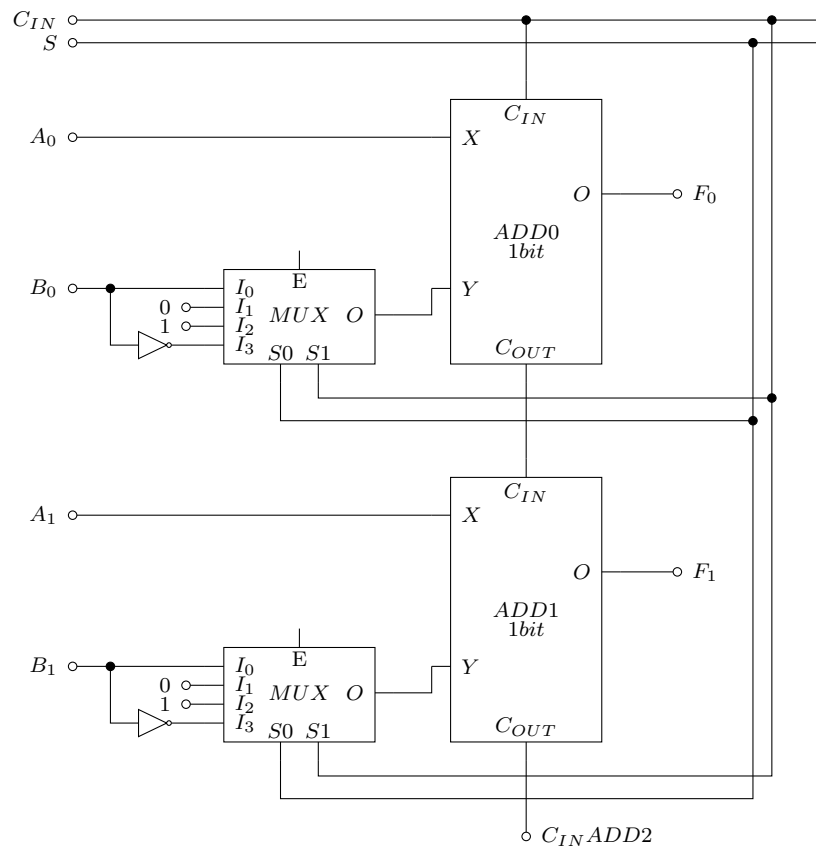 C_IN
S
C_IN
A_0
X
O
F_0
ADD0
1bit
E
B_0
I_0
Y
0
I_1
MUX
O
1
I_2
I_3
S0 S1
C_OUT
C_IN
A_1
X
O
F_1
ADD1
1bit
E
B_1
I_0
Y
0
I_1
MUX
O
1
I_2
I_3
S0 S1
C_OUT
C_IN ADD2